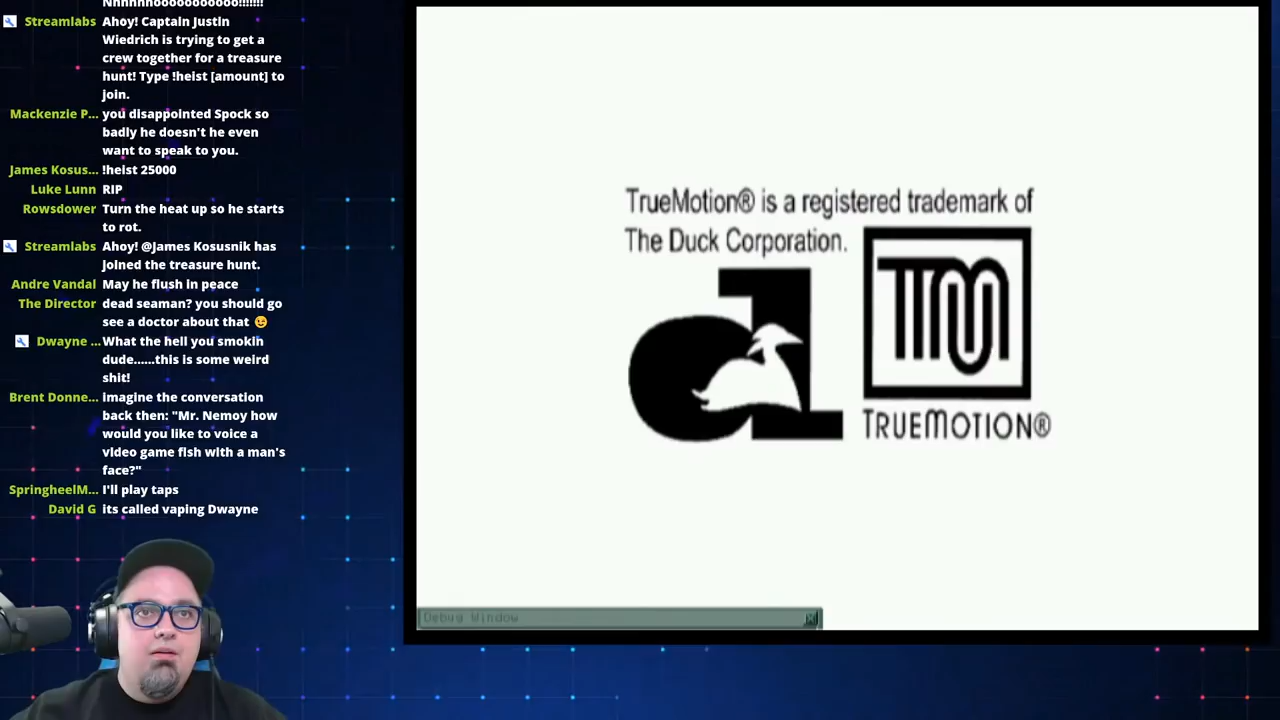 Nnnnnnooooooooooo!!!!!!!
Streamlabs Ahoy! Captain Justin
Wiedrich is trying to get a
crew together for a treasure
hunt! Type !heist [amount] to
join.
Mackenzie P... you disappointed Spock so
badly he doesn't he even
want to speak to you.
James Kosus... !heist 25000
Luke Lunn RIP
Rowsdower Turn the heat up so he starts
to rot.
Streamlabs Ahoy! @James Kosusnik has
joined the treasure hunt.
Andre Vandal May he flush in peace
The Director dead seaman? you should go
see a doctor about that 😉
Dwayne ... What the hell you smokin
dude......this is some weird
shit!
Brent Donne... imagine the conversation
back then: "Mr. Nemoy how
would you like to voice a
video game fish with a man's
face?"
SpringheelM... I'll play taps
David G its called vaping Dwayne
TrueMotion® is a registered trademark of
The Duck Corporation.
TM
TRUEMOTION®
Debug Window